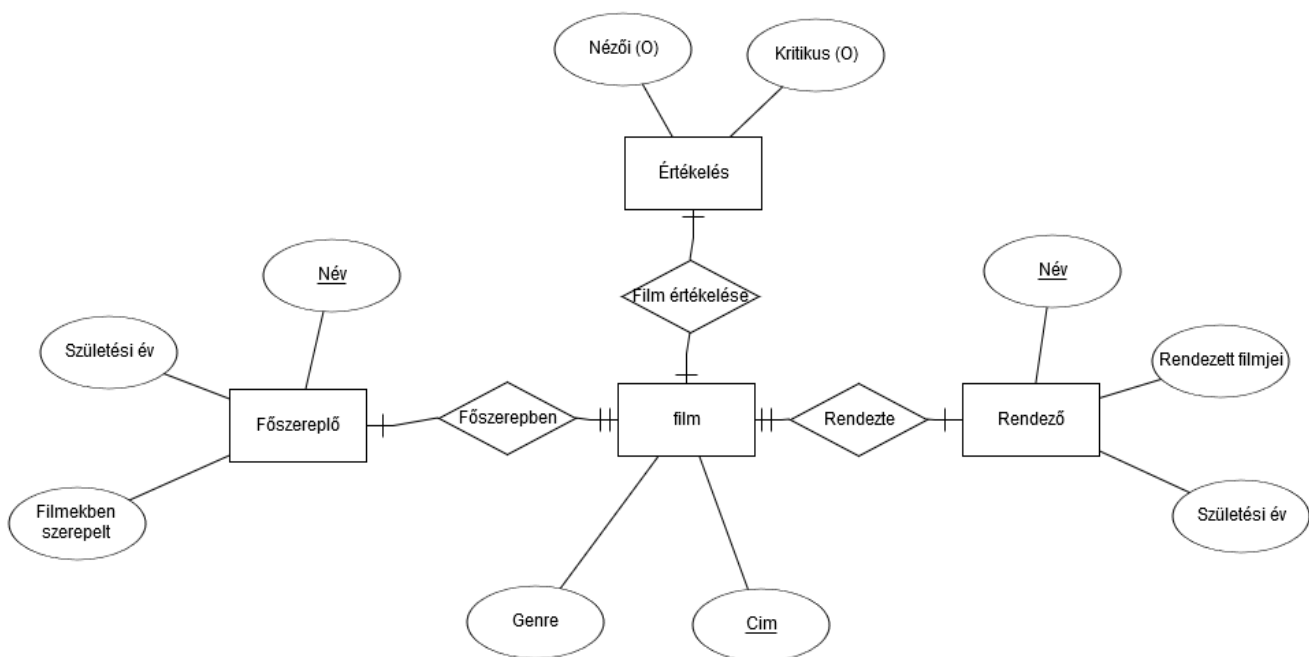 Nézői (O)
Kritikus (O)
Értékelés
Név
Név
Film értékelése
Születési év
Rendezett filmjei
Főszereplő
Főszerepben
film
Rendezte
Rendező
Filmekben
szerepelt
Születési év
Genre
Cim